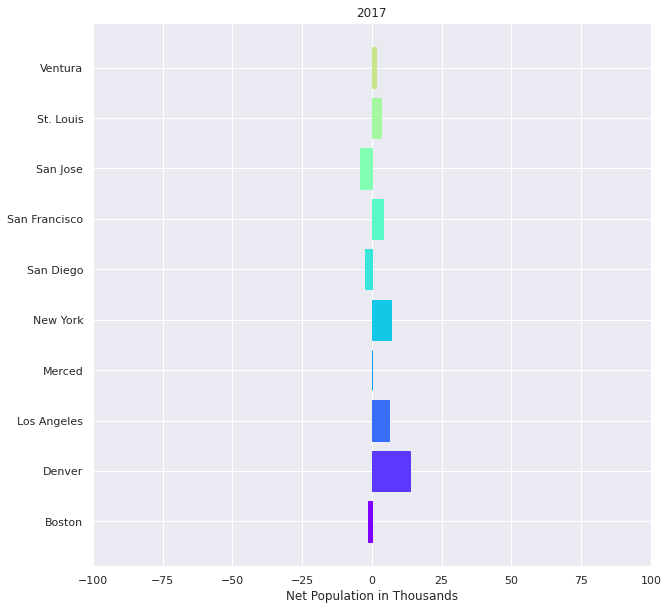 2017
Ventura
St. Louis
San Jose
San Francisco
San Diego
New York
Merced
Los Angeles
Denver
Boston
−100 −75 −50 −25 0 25 50 75 100
Net Population in Thousands